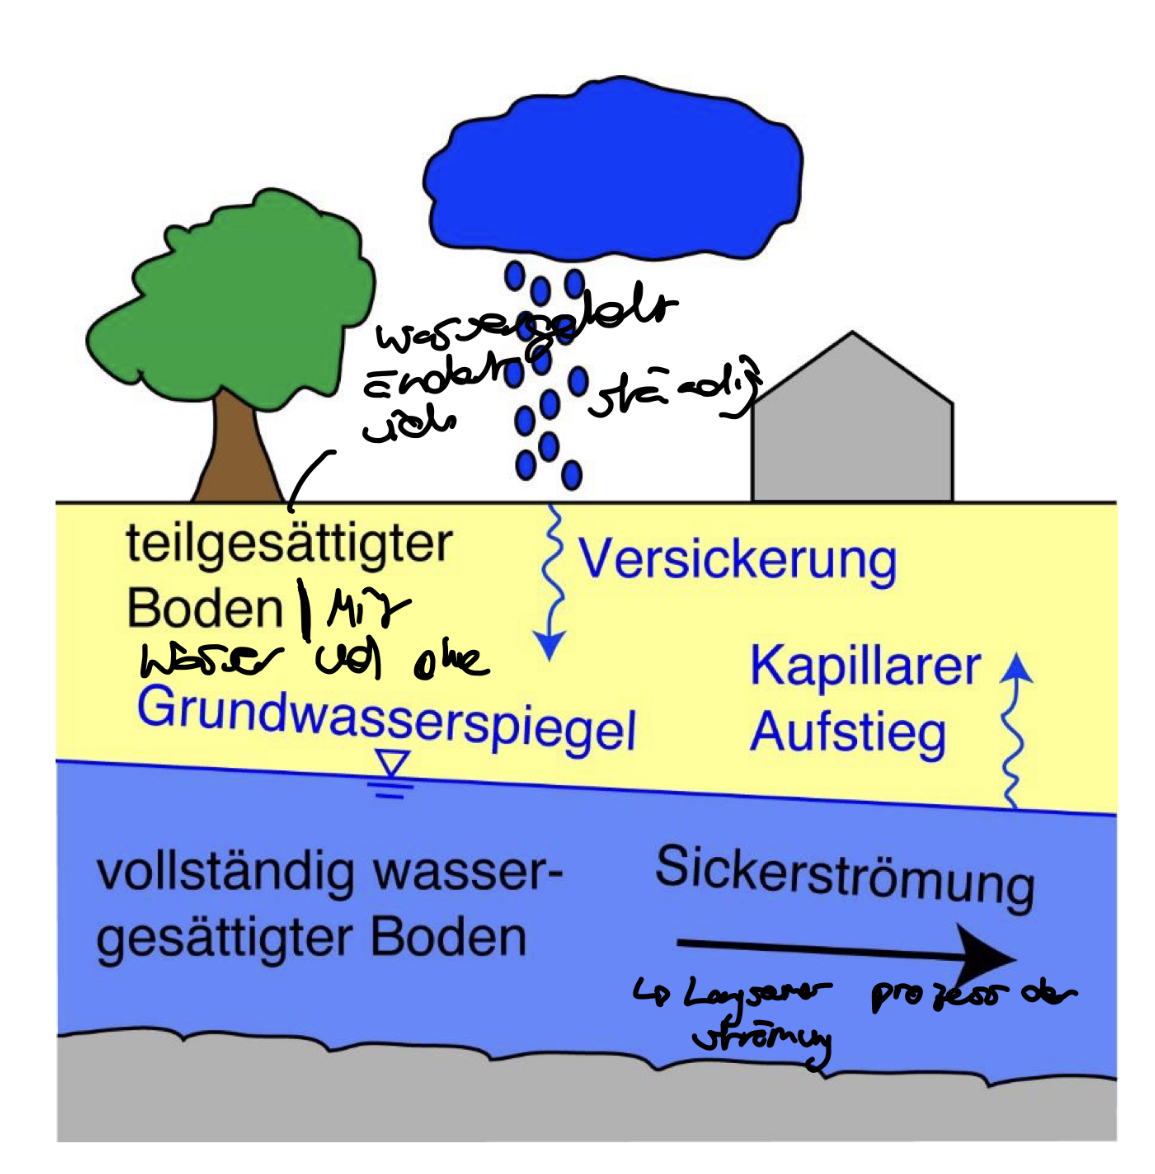 Wassergehalt
ändert
sich ständig
teilgesättigter
Boden | Mit
Wasser und ohne
Versickerung
Kapillarer
Aufstieg
Grundwasserspiegel
vollständig wasser-
gesättigter Boden
Sickerströmung
↳ Langsamer prozess der
strömung